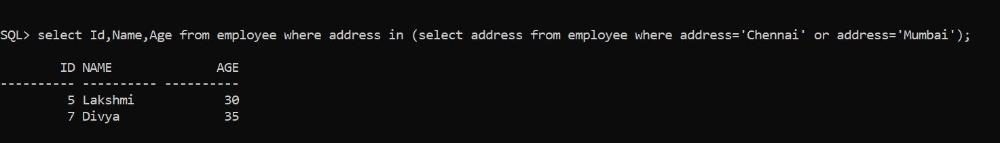 SQL> select Id,Name,Age from employee where address in (select address from employee where address='Chennai' or address='Mumbai');
        ID NAME              AGE
---------- ---------- ----------
         5 Lakshmi            30
         7 Divya              35